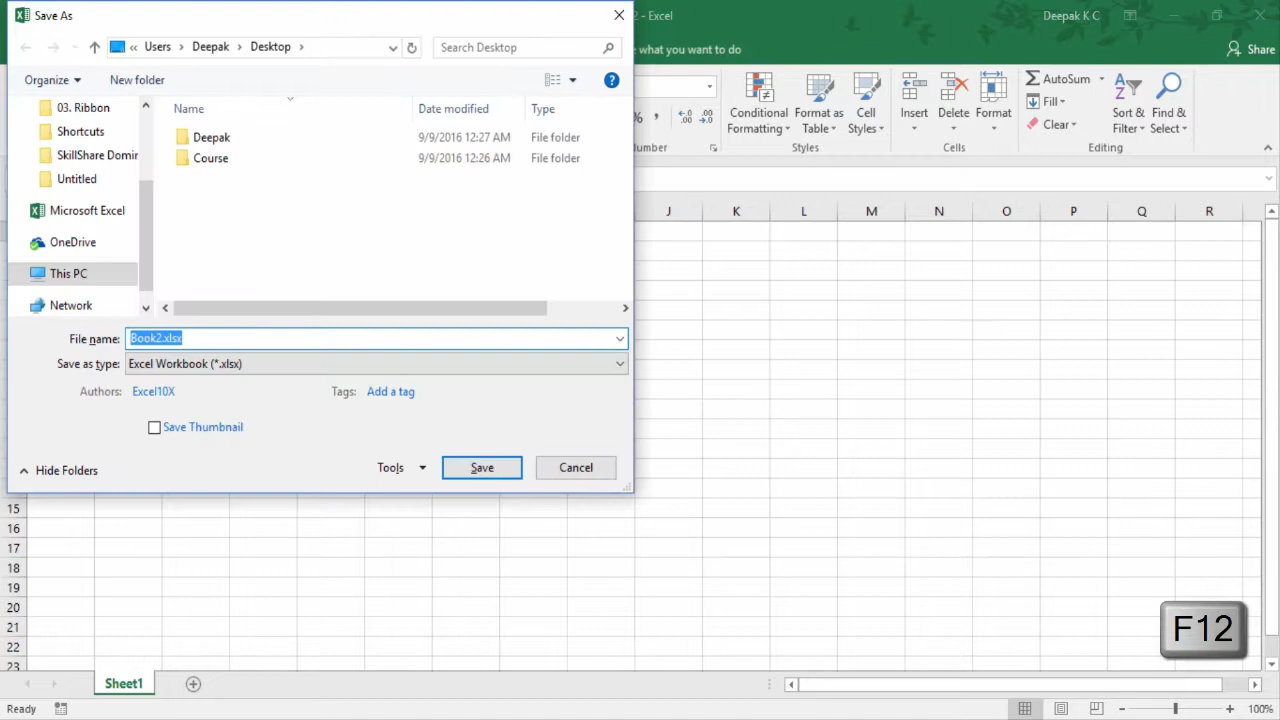 Save As
2 - Excel
Deepak K C
Users
Deepak
Desktop
Search Desktop
what you want to do
Share
Organize
New folder
?
Name
Date modified
Type
03. Ribbon
Shortcuts
SkillShare Domir
Untitled
Microsoft Excel
OneDrive
This PC
Network
Deepak
9/9/2016 12:27 AM
File folder
Course
9/9/2016 12:26 AM
File folder
File name:
Book2.xlsx
Save as type:
Excel Workbook (*.xlsx)
Authors:
Excel10X
Tags:
Add a tag
Save Thumbnail
Hide Folders
Tools
Save
Cancel
%
,
←.0 .00
.00 →.0
umber
Conditional
Formatting
Format as
Table
Cell
Styles
Styles
Insert
Delete
Format
Cells
AutoSum
Fill
Clear
Sort &
Filter
Find &
Select
Editing
J K L M N O P Q R
15
16
17
18
19
20
21
22
23
F12
Sheet1
Ready
100%